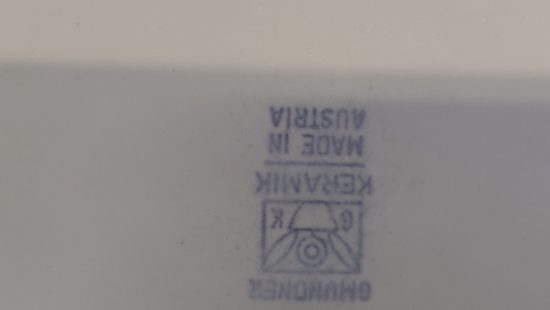 GMUNDNER
G K
KERAMIK
MADE IN
AUSTRIA